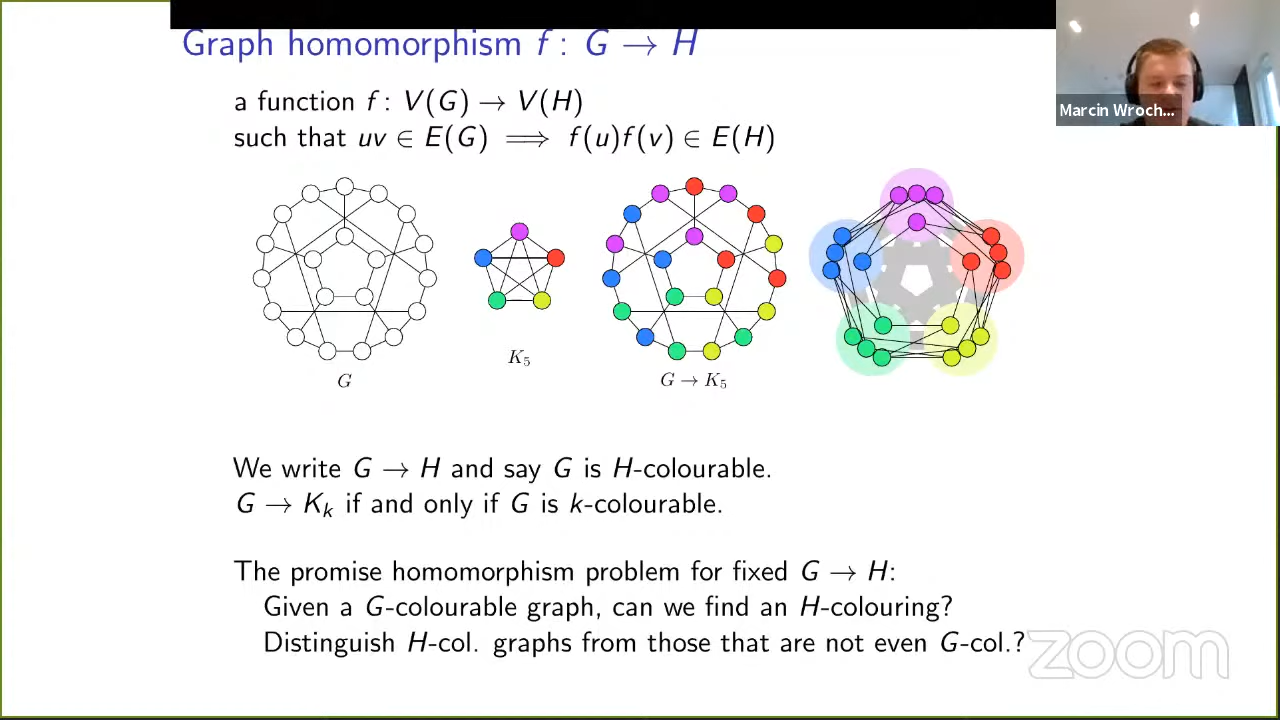 Graph homomorphism f : G → H
Marcin Wroch...
a function f : V(G) → V(H)
such that uv ∈ E(G) ⟹ f(u)f(v) ∈ E(H)
K₅
G
G → K₅
We write G → H and say G is H-colourable.
G → Kₖ if and only if G is k-colourable.
The promise homomorphism problem for fixed G → H:
Given a G-colourable graph, can we find an H-colouring?
Distinguish H-col. graphs from those that are not even G-col.?
zoom